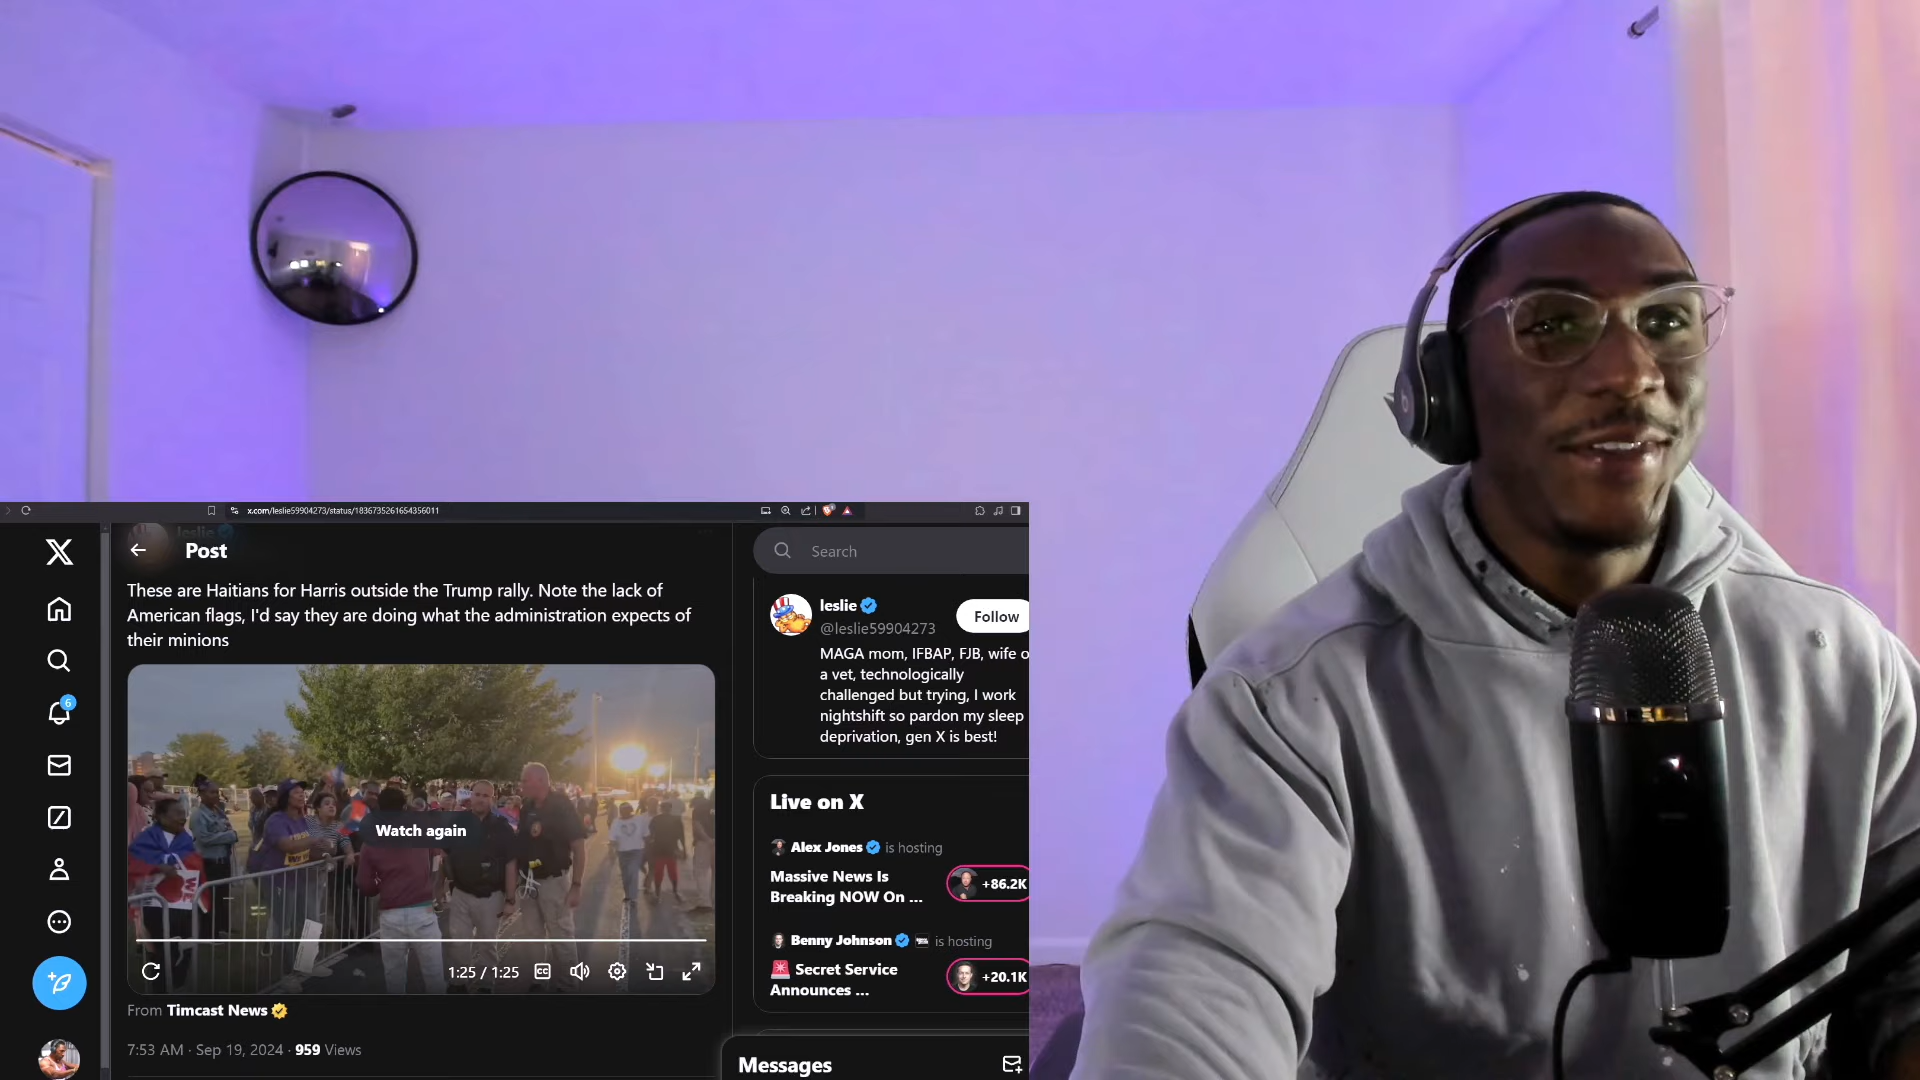 x.com/leslie59904273/status/1836735261654356011
leslie
Post
These are Haitians for Harris outside the Trump rally. Note the lack of
American flags, I'd say they are doing what the administration expects of
their minions
Watch again
1:25 / 1:25
From Timcast News
7:53 AM · Sep 19, 2024 · 959 Views
6
Search
leslie
@leslie59904273
Follow
MAGA mom, IFBAP, FJB, wife o
a vet, technologically
challenged but trying, I work
nightshift so pardon my sleep
deprivation, gen X is best!
Live on X
Alex Jones is hosting
Massive News Is
Breaking NOW On ...
+86.2K
Benny Johnson is hosting
Secret Service
Announces ...
+20.1K
Messages